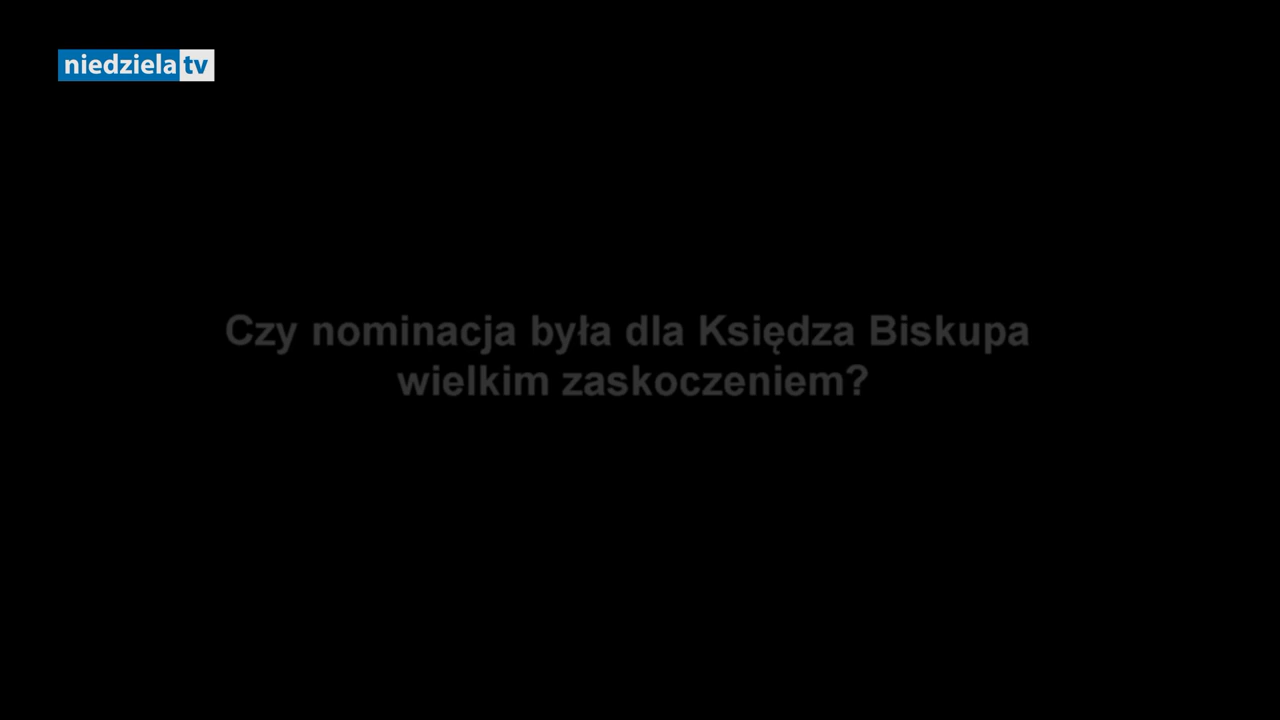 niedziela tv
Czy nominacja była dla Księdza Biskupa
wielkim zaskoczeniem?